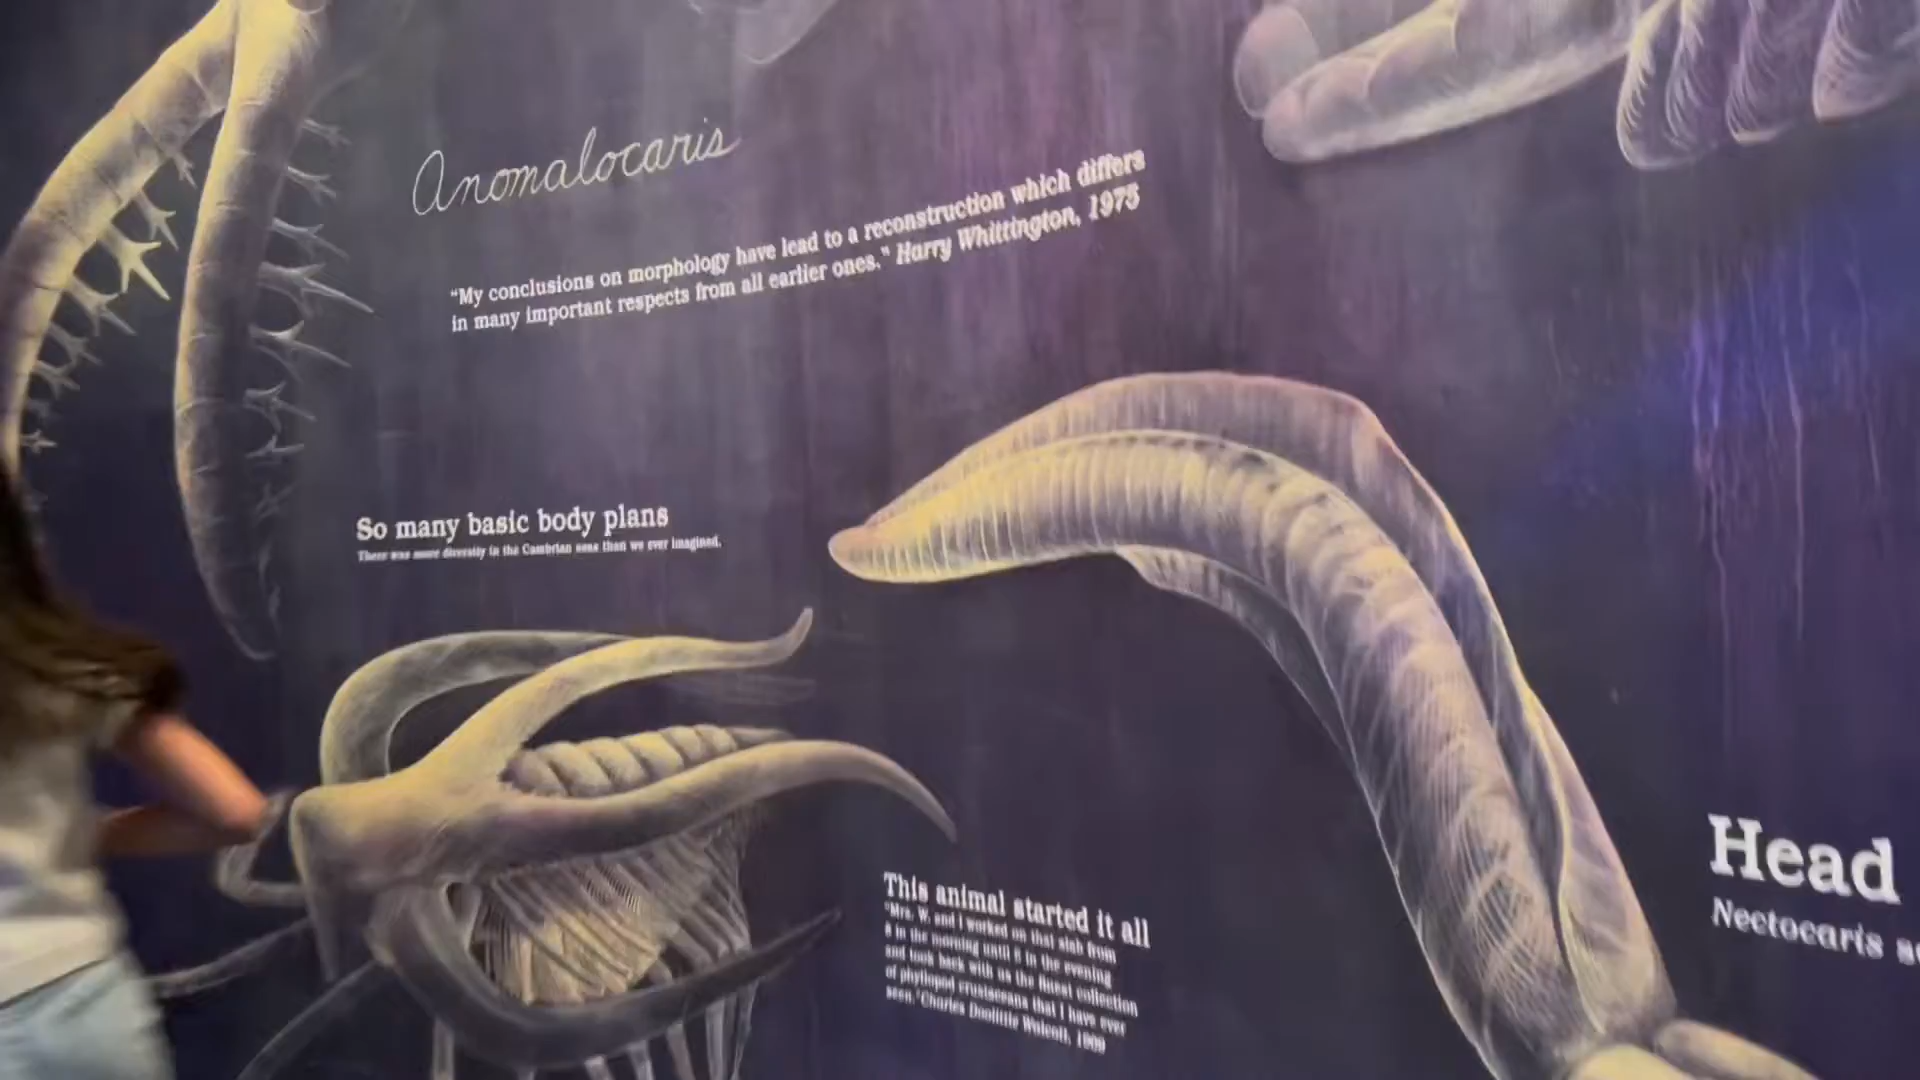 Anomalocaris
"My conclusions on morphology have lead to a reconstruction which differs
in many important respects from all earlier ones." Harry Whittington, 1975
So many basic body plans
There was more diversity in the Cambrian seas than we ever imagined.
This animal started it all
"Mrs. W. and I worked on that slab from
8 in the morning until 6 in the evening
and took back with us the finest collection
of phyllopod crustaceans that I have ever
seen." Charles Doolittle Walcott, 1909
Head
Nectocaris